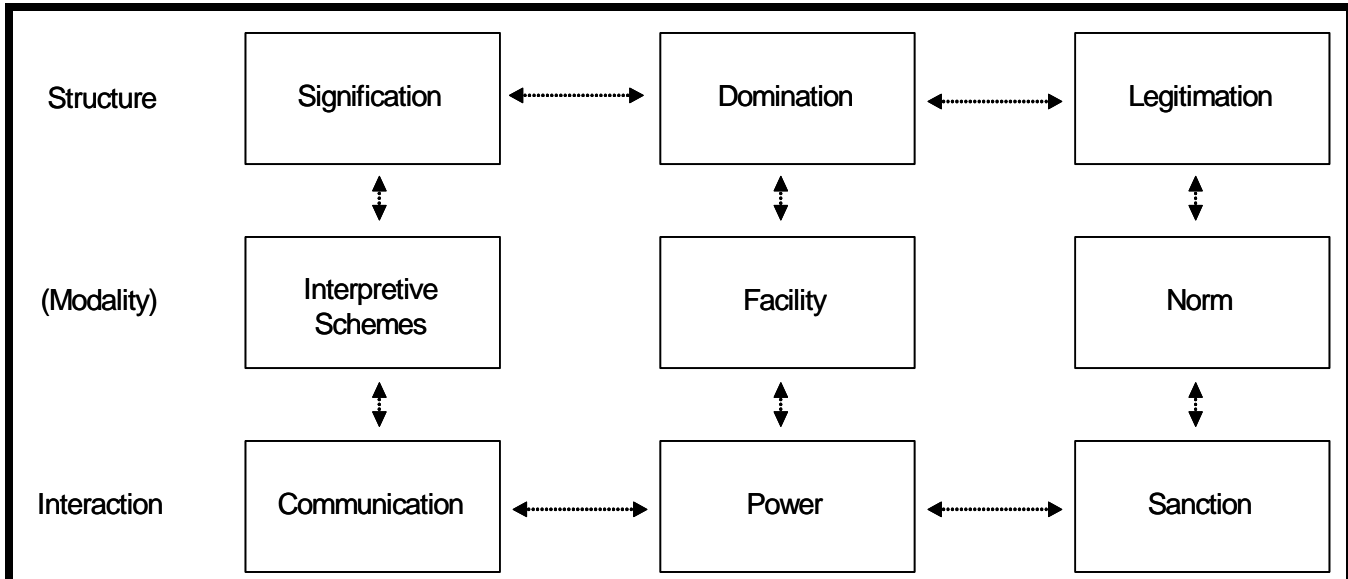 Structure
Signification
Domination
Legitimation
(Modality)
Interpretive
Schemes
Facility
Norm
Interaction
Communication
Power
Sanction